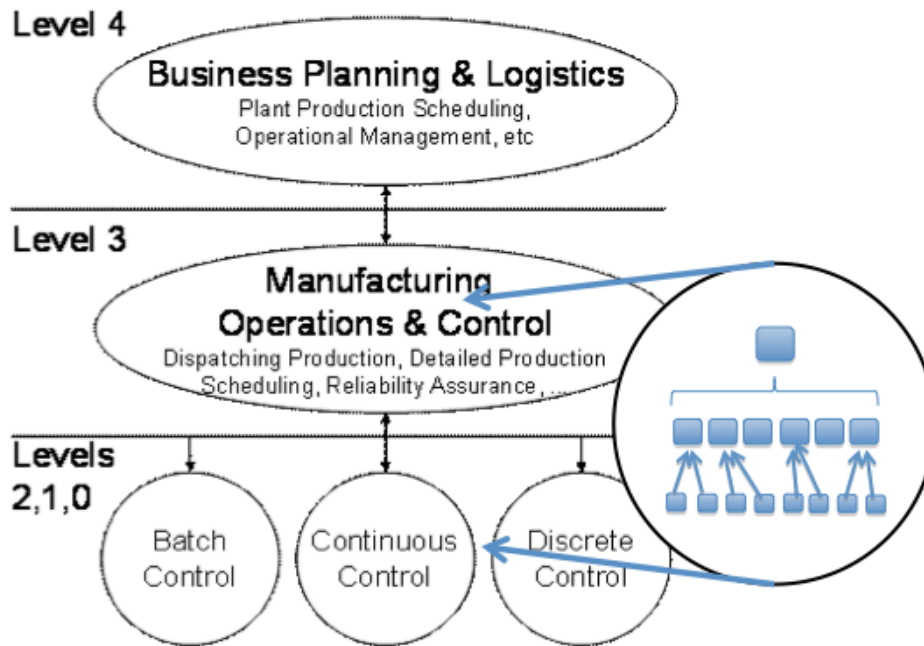 Level 4
Business Planning & Logistics
Plant Production Scheduling,
Operational Management, etc
Level 3
Manufacturing
Operations & Control
Dispatching Production, Detailed Production
Scheduling, Reliability Assurance, ...
Levels
2,1,0
Batch
Control
Continuous
Control
Discrete
Control